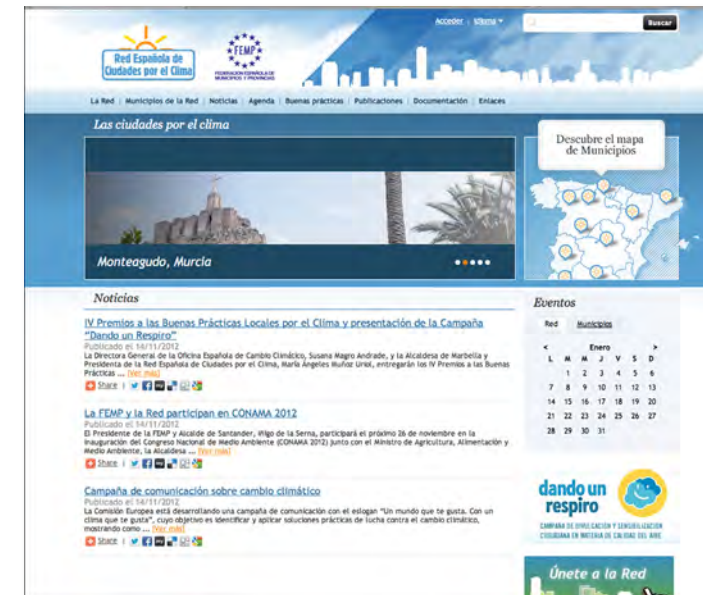 Acceder | Idioma
Buscar
Red Española de
Ciudades por el Clima
FEMP
FEDERACIÓN ESPAÑOLA DE
MUNICIPIOS Y PROVINCIAS
La Red | Municipios de la Red | Noticias | Agenda | Buenas prácticas | Publicaciones | Documentación | Enlaces
Las ciudades por el clima
Descubre el mapa
de Municipios
Monteagudo, Murcia
Noticias
IV Premios a las Buenas Prácticas Locales por el Clima y presentación de la Campaña
"Dando un Respiro"
Publicado el 14/11/2012
La Directora General de la Oficina Española de Cambio Climácico, Susana Magro Andrade, y la Alcaldesa de Marbella y
Presidenta de la Red Española de Ciudades por el Clima, María Ángeles Muñoz Uriol, entregarán los IV Premios a las Buenas
Prácticas ... [Ver más]
Share
La FEMP y la Red participan en CONAMA 2012
Publicado el 14/11/2012
El Presidente de la FEMP y Alcalde de Santander, Iñigo de la Serna, participará el próximo 26 de noviembre en la
inauguración del Congreso Nacional de Medio Ambiente (CONAMA 2012) junto con el Ministro de Agricultura, Alimentación y
Medio Ambiente, la Alcaldesa ... [Ver más]
Share
Campaña de comunicación sobre cambio climático
Publicado el 14/11/2012
La Comisión Europea está desarrollando una campaña de comunicación con el eslogan "Un mundo que te gusta. Con un
clima que te gusta", cuyo objetivo es identificar y aplicar soluciones prácticas de lucha contra el cambio climático,
mostrando como ... [Ver más]
Share
Eventos
Red Municipios
< Enero >
L M M J V S D
1 2 3 4 5 6
7 8 9 10 11 12 13
14 15 16 17 18 19 20
21 22 23 24 25 26 27
28 29 30 31
dando un
respiro
CAMPAÑA DE DIVULGACIÓN Y SENSIBILIZACIÓN
CIUDADANA EN MATERIA DE CALIDAD DEL AIRE
Únete a la Red